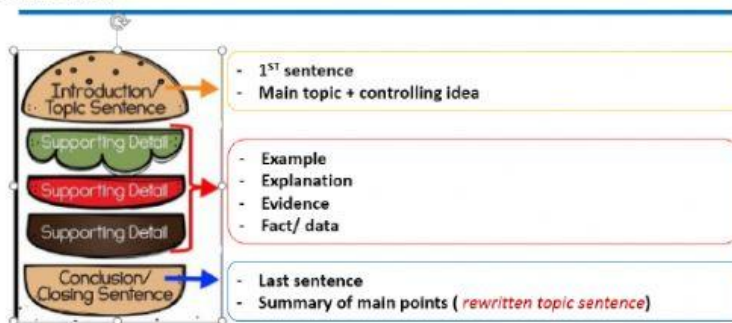 Introduction/
Topic Sentence
- 1ST sentence
- Main topic + controlling idea
Supporting Detail
Supporting Detail
Supporting Detail
- Example
- Explanation
- Evidence
- Fact/ data
Conclusion/
Closing Sentence
- Last sentence
- Summary of main points ( rewritten topic sentence)